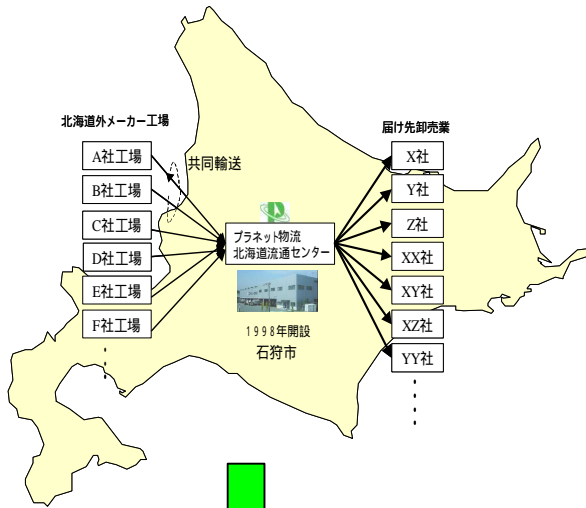 北海道外メーカー工場
A社工場
B社工場
C社工場
D社工場
E社工場
F社工場
共同輸送
プラネット物流
北海道流通センター
1998年開設
石狩市
届け先卸売業
X社
Y社
Z社
XX社
XY社
XZ社
YY社